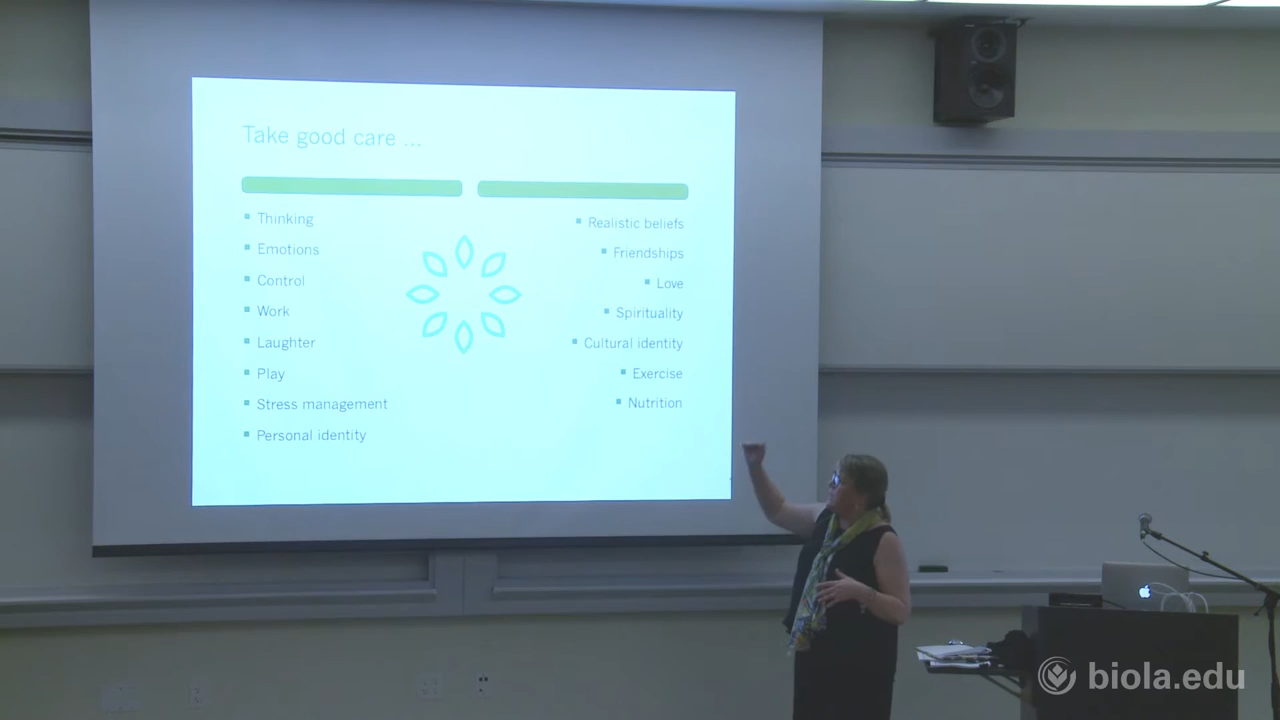 Take good care ...
▪ Thinking
▪ Emotions
▪ Control
▪ Work
▪ Laughter
▪ Play
▪ Stress management
▪ Personal identity
▪ Realistic beliefs
▪ Friendships
▪ Love
▪ Spirituality
▪ Cultural identity
▪ Exercise
▪ Nutrition
biola.edu